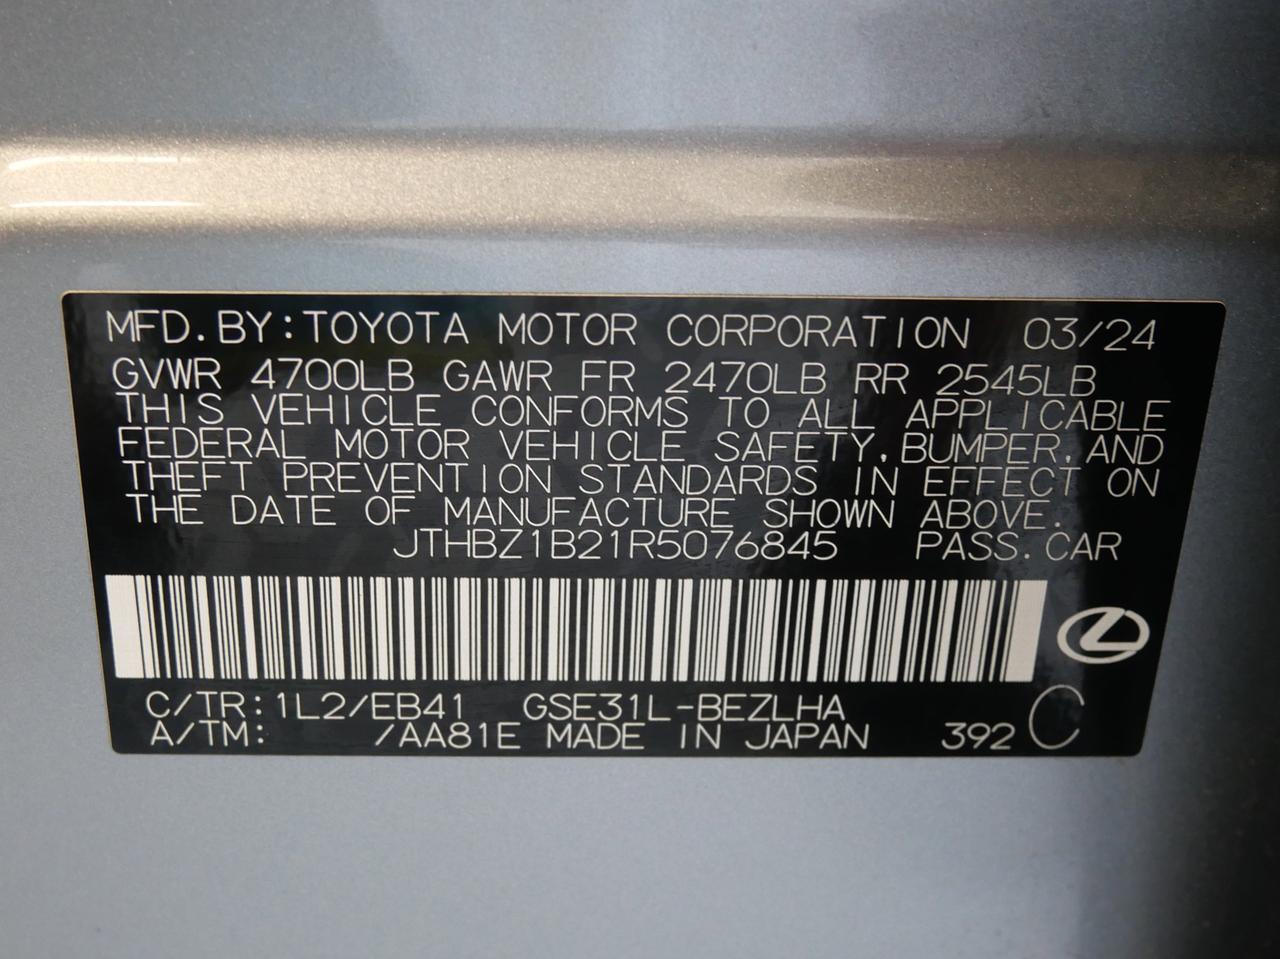 MFD.BY:TOYOTA MOTOR CORPORATION 03/24
GVWR 4700LB GAWR FR 2470LB RR 2545LB
THIS VEHICLE CONFORMS TO ALL APPLICABLE
FEDERAL MOTOR VEHICLE SAFETY,BUMPER,AND
THEFT PREVENTION STANDARDS IN EFFECT ON
THE DATE OF MANUFACTURE SHOWN ABOVE.
JTHBZ1B21R5076845 PASS.CAR
C/TR:1L2/EB41 GSE31L-BEZLHA
A/TM: /AA81E MADE IN JAPAN 392 C